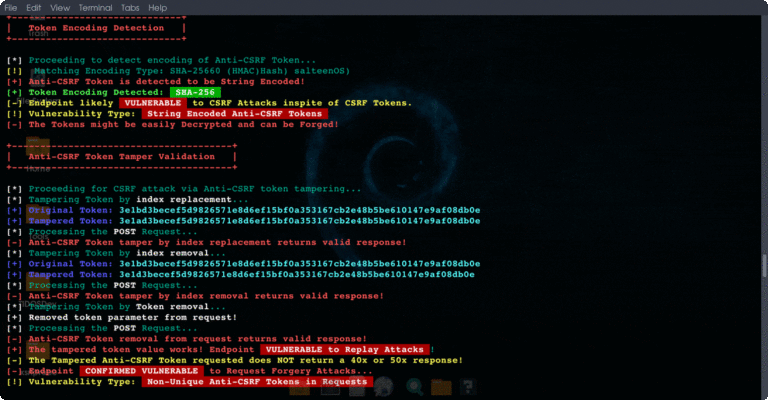 File Edit View Terminal Tabs Help
+------------------------------+
|   Token Encoding Detection   |
+------------------------------+
Trash
[*] Proceeding to detect encoding of Anti-CSRF Token...
[!] Matching Encoding Type: SHA-25660 (HMAC)Hash) salteenOS)
[+] Anti-CSRF Token is detected to be String Encoded!
[+] Token Encoding Detected: SHA-256
[-] Endpoint likely VULNERABLE to CSRF Attacks inspite of CSRF Tokens.
[!] Vulnerability Type: String Encoded Anti-CSRF Tokens
[-] The Tokens might be easily Decrypted and can be Forged!
+--------------------------------------+
|   Anti-CSRF Token Tamper Validation   |
+--------------------------------------+
Home
[*] Proceeding for CSRF attack via Anti-CSRF token tampering...
[*] Tampering Token by index replacement...
[+] Original Token: 3e1bd3becef5d9826571e8d6ef15bf0a353167cb2e48b5be610147e9af08db0e
[+] Tampered Token: 3e1ad3becef5d9826571e8d6ef15bf0a353167cb2e48b5be610147e9af08db0e
[*] Processing the POST Request...
Tools
[-] Anti-CSRF Token tamper by index replacement returns valid response!
[*] Tampering Token by index removal...
[+] Original Token: 3e1bd3becef5d9826571e8d6ef15bf0a353167cb2e48b5be610147e9af08db0e
[+] Tampered Token: 3e1d3becef5d9826571e8d6ef15bf0a353167cb2e48b5be610147e9af08db0e
[*] Processing the POST Request...
[-] Anti-CSRF Token tamper by index removal returns valid response!
[*] Tampering Token by Token removal...
[+] Removed token parameter from request!
[*] Processing the POST Request...
[-] Anti-CSRF Token removal from request returns valid response!
[+] The tampered token value works! Endpoint VULNERABLE to Replay Attacks !
[-] The Tampered Anti-CSRF Token requested does NOT return a 40x or 50x response!
[-] Endpoint CONFIRMED VULNERABLE to Request Forgery Attacks...
[!] Vulnerability Type: Non-Unique Anti-CSRF Tokens in Requests